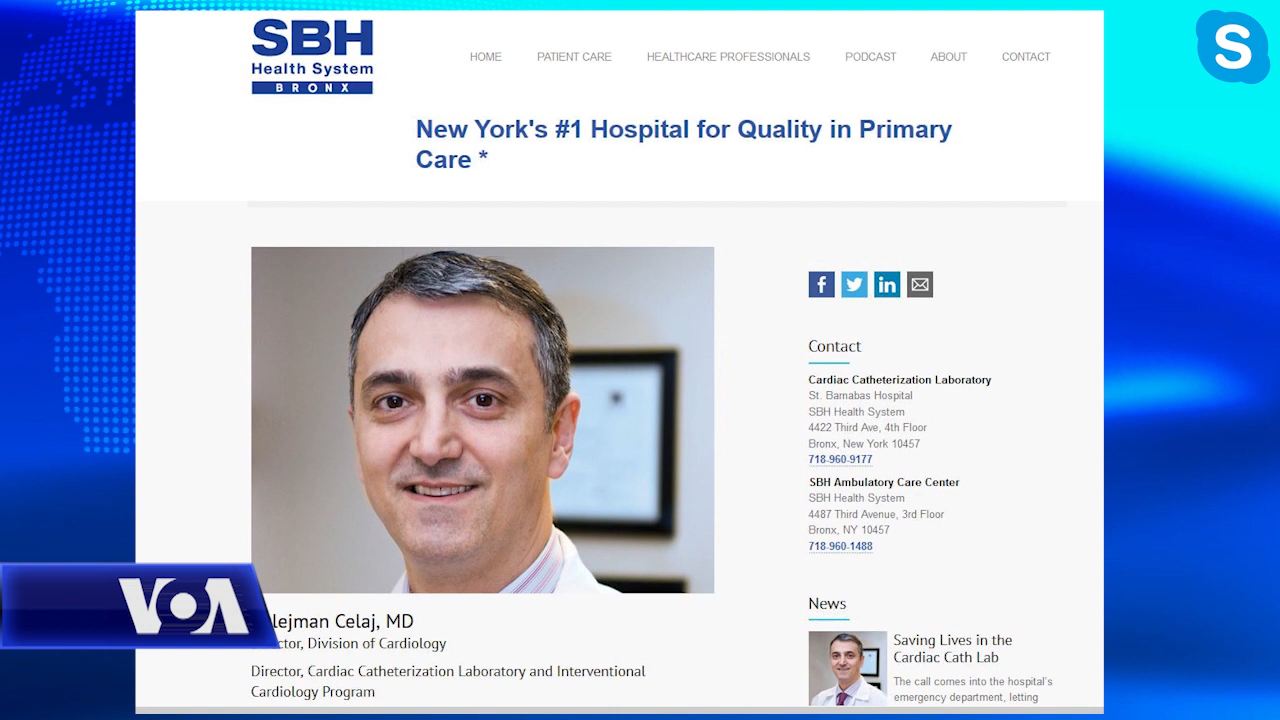 SBH
Health System
BRONX
HOME PATIENT CARE HEALTHCARE PROFESSIONALS PODCAST ABOUT CONTACT
New York's #1 Hospital for Quality in Primary
Care *
S
f in
Contact
Cardiac Catheterization Laboratory
St. Barnabas Hospital
SBH Health System
4422 Third Ave, 4th Floor
Bronx, New York 10457
718-960-9177
SBH Ambulatory Care Center
SBH Health System
4487 Third Avenue, 3rd Floor
Bronx, NY 10457
718-960-1488
News
Saving Lives in the
Cardiac Cath Lab
The call comes into the hospital's
emergency department, letting
VOA
lejman Celaj, MD
ctor, Division of Cardiology
Director, Cardiac Catheterization Laboratory and Interventional
Cardiology Program